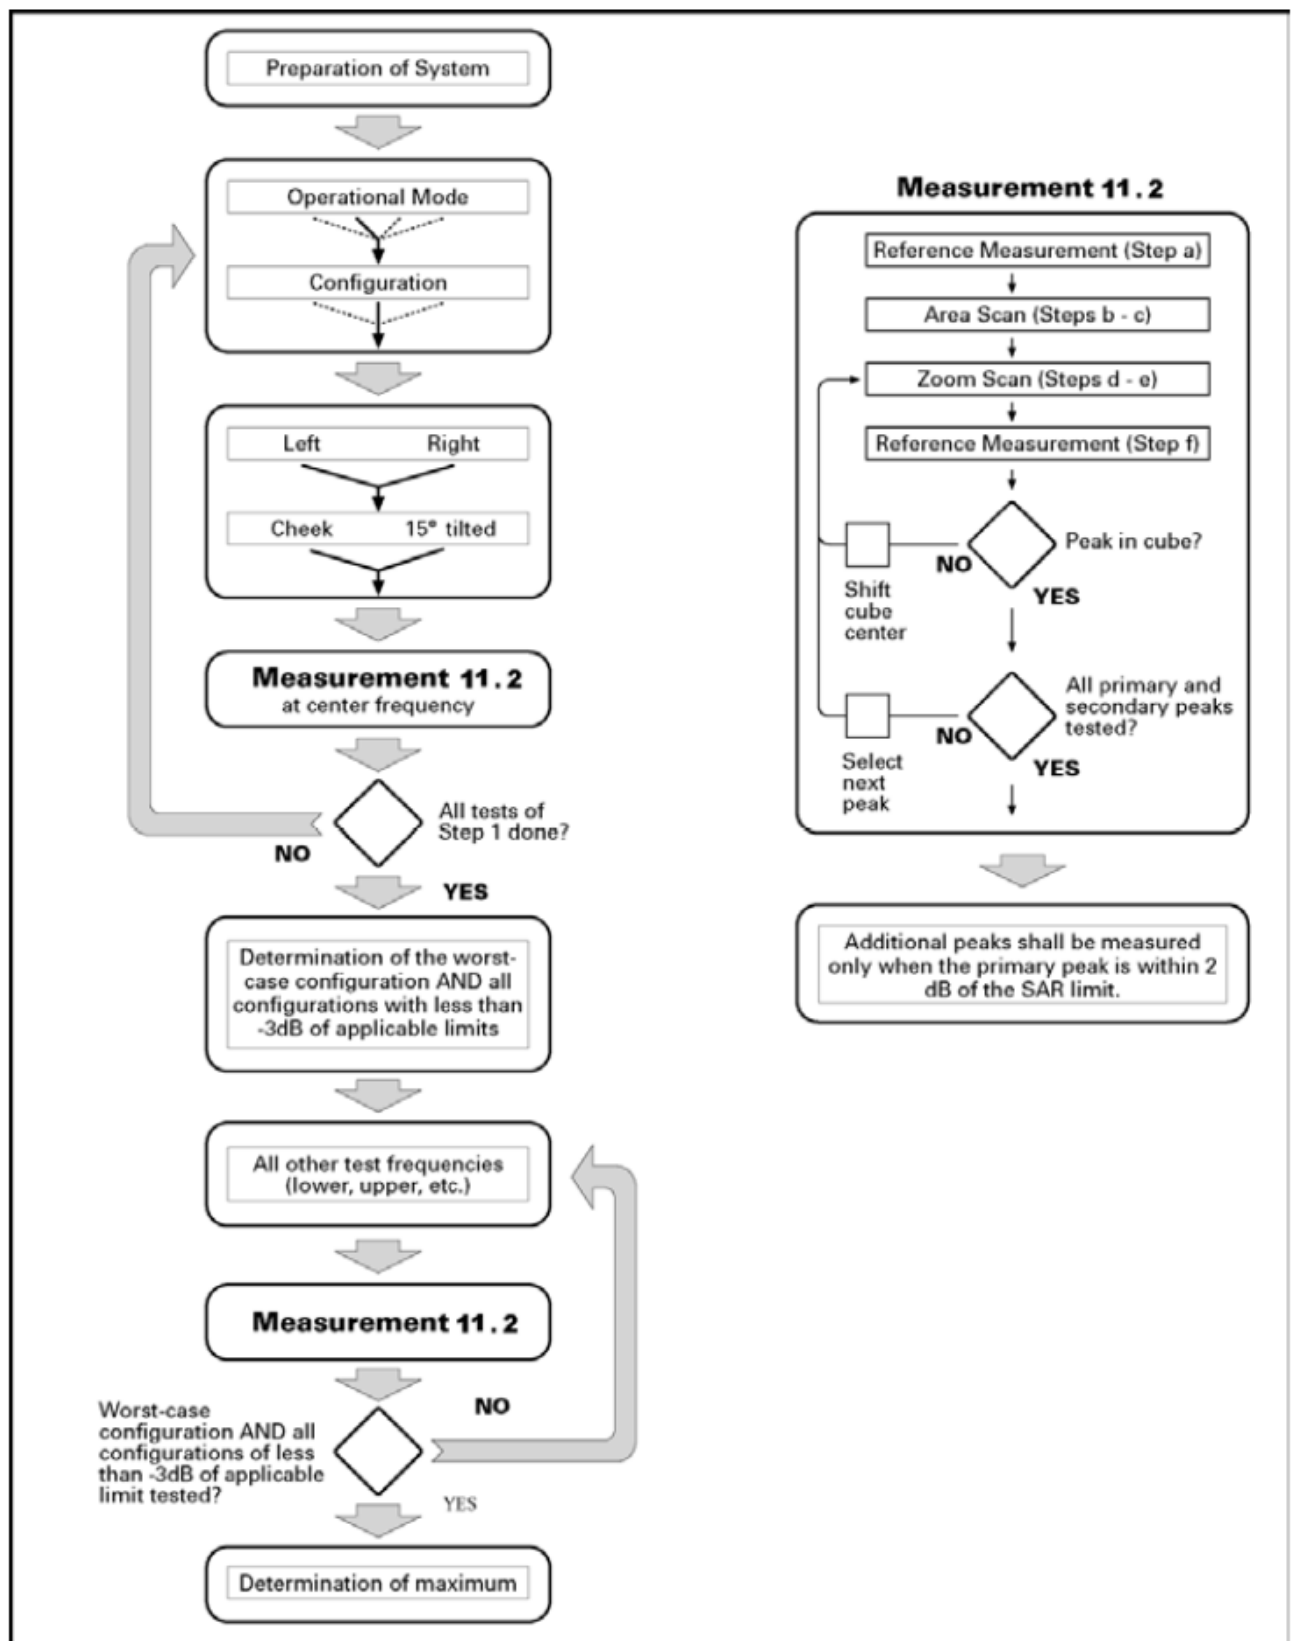 Preparation of System
Operational Mode
Configuration
Left Right
Cheek 15° tilted
Measurement 11.2
at center frequency
All tests of
Step 1 done?
NO
YES
Determination of the worst-
case configuration AND all
configurations with less than
-3dB of applicable limits
All other test frequencies
(lower, upper, etc.)
Measurement 11.2
NO
Worst-case
configuration AND all
configurations of less
than -3dB of applicable
limit tested?
YES
Determination of maximum
Measurement 11.2
Reference Measurement (Step a)
Area Scan (Steps b - c)
Zoom Scan (Steps d - e)
Reference Measurement (Step f)
Peak in cube?
NO
YES
Shift
cube
center
All primary and
secondary peaks
tested?
NO
YES
Select
next
peak
Additional peaks shall be measured
only when the primary peak is within 2
dB of the SAR limit.